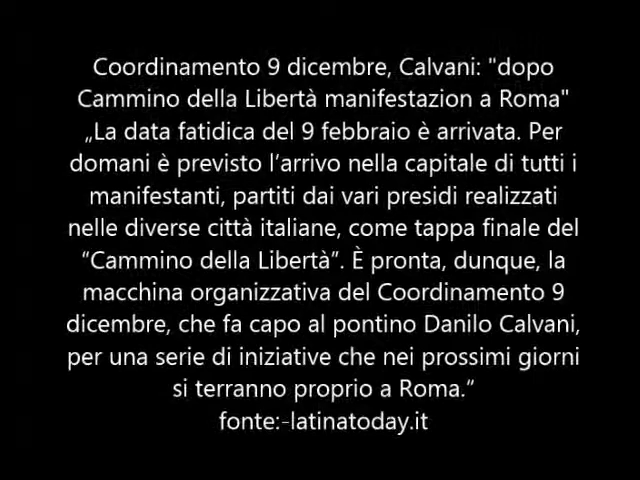 Coordinamento 9 dicembre, Calvani: "dopo
Cammino della Libertà manifestazion a Roma"
„La data fatidica del 9 febbraio è arrivata. Per
domani è previsto l’arrivo nella capitale di tutti i
manifestanti, partiti dai vari presidi realizzati
nelle diverse città italiane, come tappa finale del
“Cammino della Libertà”. È pronta, dunque, la
macchina organizzativa del Coordinamento 9
dicembre, che fa capo al pontino Danilo Calvani,
per una serie di iniziative che nei prossimi giorni
si terranno proprio a Roma.“
fonte:-latinatoday.it